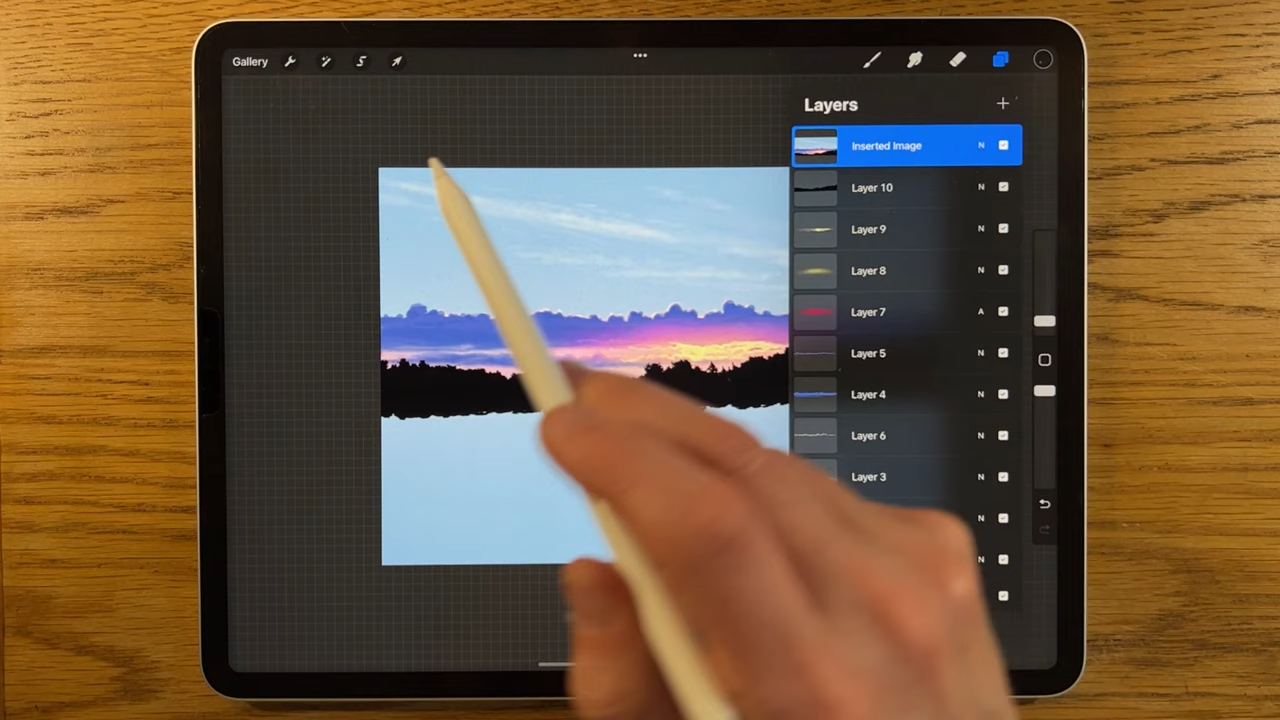 Gallery
Layers
Inserted Image N
Layer 10 N
Layer 9 N
Layer 8 N
Layer 7 A
Layer 5 N
Layer 4 N
Layer 6 N
Layer 3 N
N
N